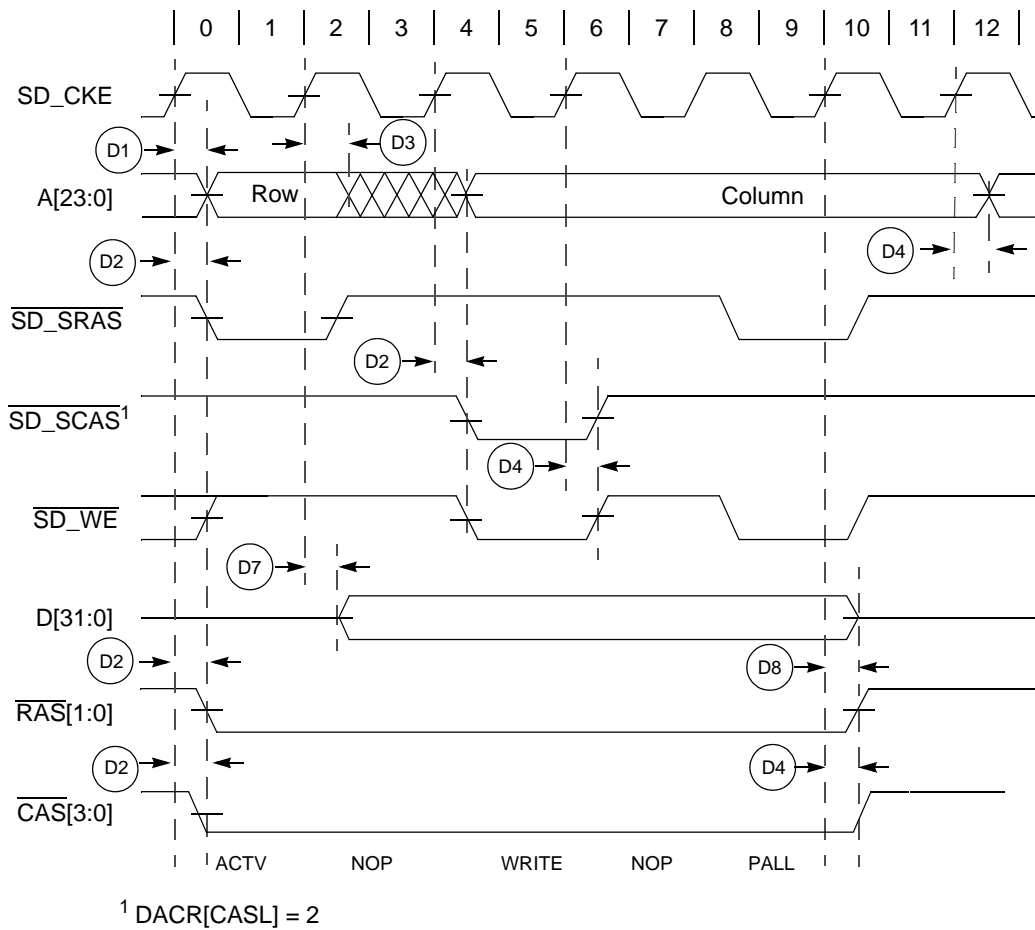 0 1 2 3 4 5 6 7 8 9 10 11 12
SD_CKE
D1 D3
A[23:0] Row Column
D2 D4
SD_SRAS
D2
SD_SCAS1
D4
SD_WE
D7
D[31:0]
D2 D8
RAS[1:0]
D2 D4
CAS[3:0]
ACTV NOP WRITE NOP PALL
1 DACR[CASL] = 2